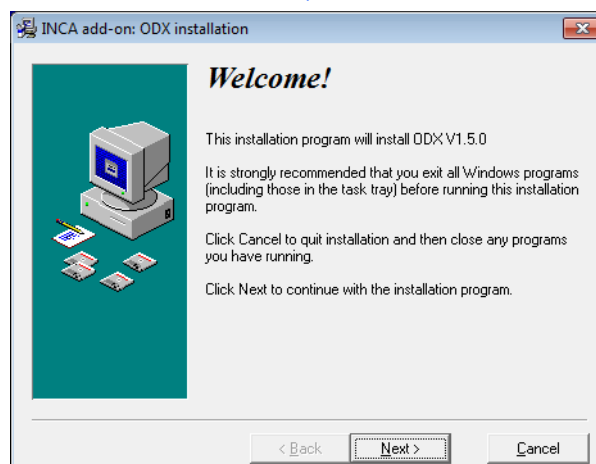 INCA add-on: ODX installation
Welcome!
This installation program will install ODX V1.5.0
It is strongly recommended that you exit all Windows programs
(including those in the task tray) before running this installation
program.
Click Cancel to quit installation and then close any programs
you have running.
Click Next to continue with the installation program.
< Back
Next >
Cancel